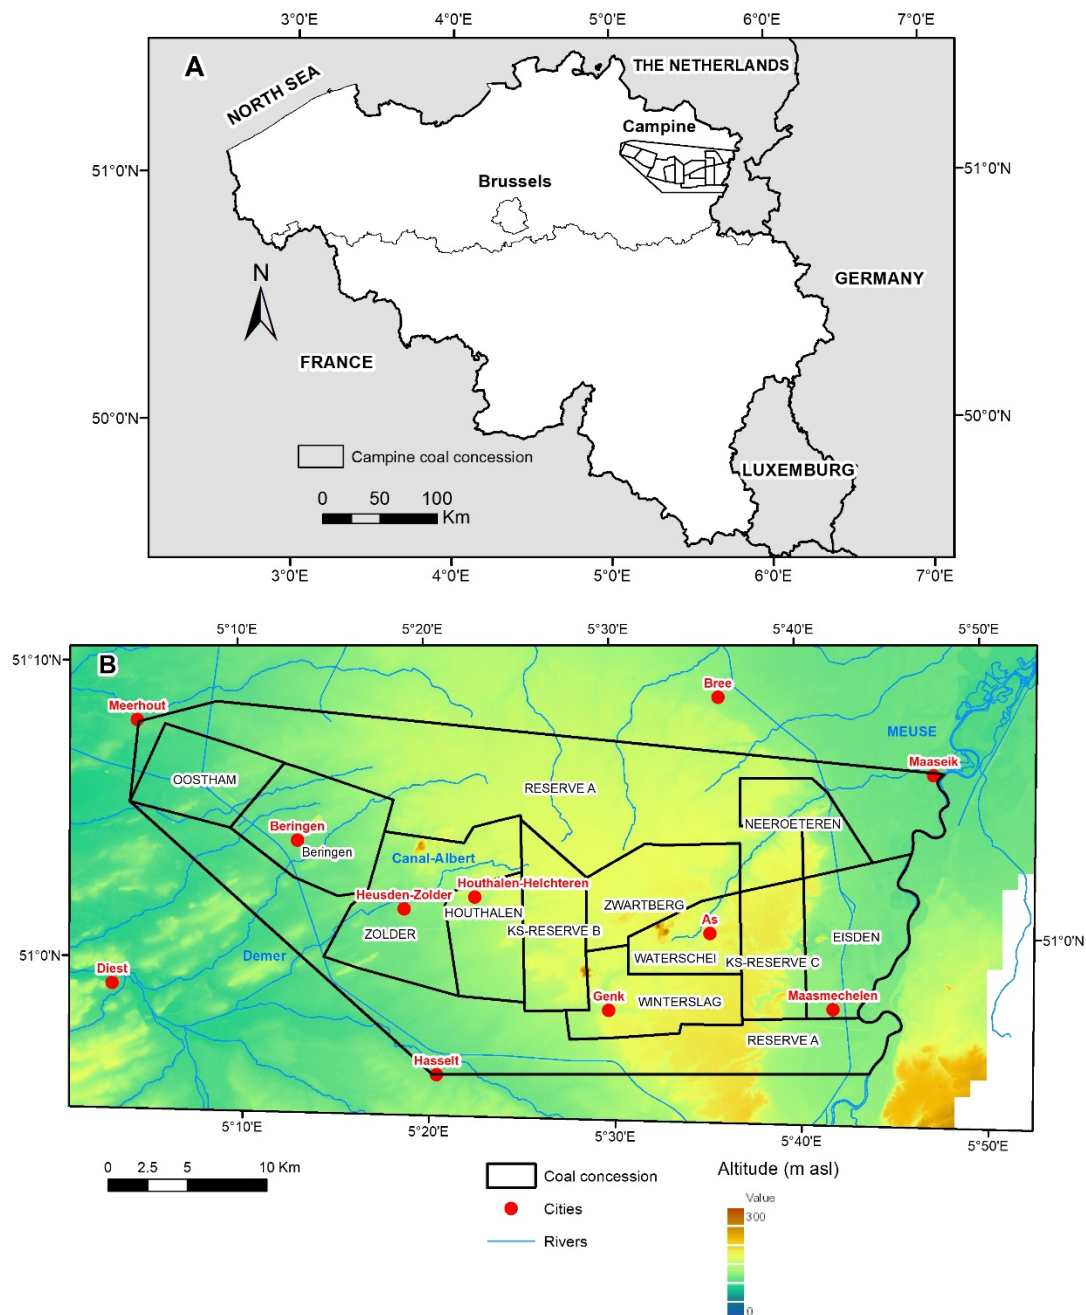 3°0'E 4°0'E 5°0'E 6°0'E 7°0'E
A
THE NETHERLANDS
NORTH SEA
Campine
51°0'N
51°0'N
Brussels
N
GERMANY
FRANCE
50°0'N
50°0'N
Campine coal concession
LUXEMBURG
0 50 100
Km
3°0'E 4°0'E 5°0'E 6°0'E 7°0'E
5°10'E 5°20'E 5°30'E 5°40'E 5°50'E
51°10'N
B
Meerhout
Bree
MEUSE
Maaseik
OOSTHAM
RESERVE A
Beringen
Beringen
NEEROETEREN
Canal-Albert
Heusden-Zolder
Houthalen-Helchteren
HOUTHALEN
ZWARTBERG
As
ZOLDER
KS-RESERVE B
EISDEN
51°0'N
51°0'N
Demer
WATERSCHEI
KS-RESERVE C
Diest
Genk
WINTERSLAG
Maasmechelen
RESERVE A
Hasselt
5°10'E 5°20'E 5°30'E 5°40'E 5°50'E
0 2.5 5 10 Km
Coal concession
Cities
Rivers
Altitude (m asl)
Value
300
0